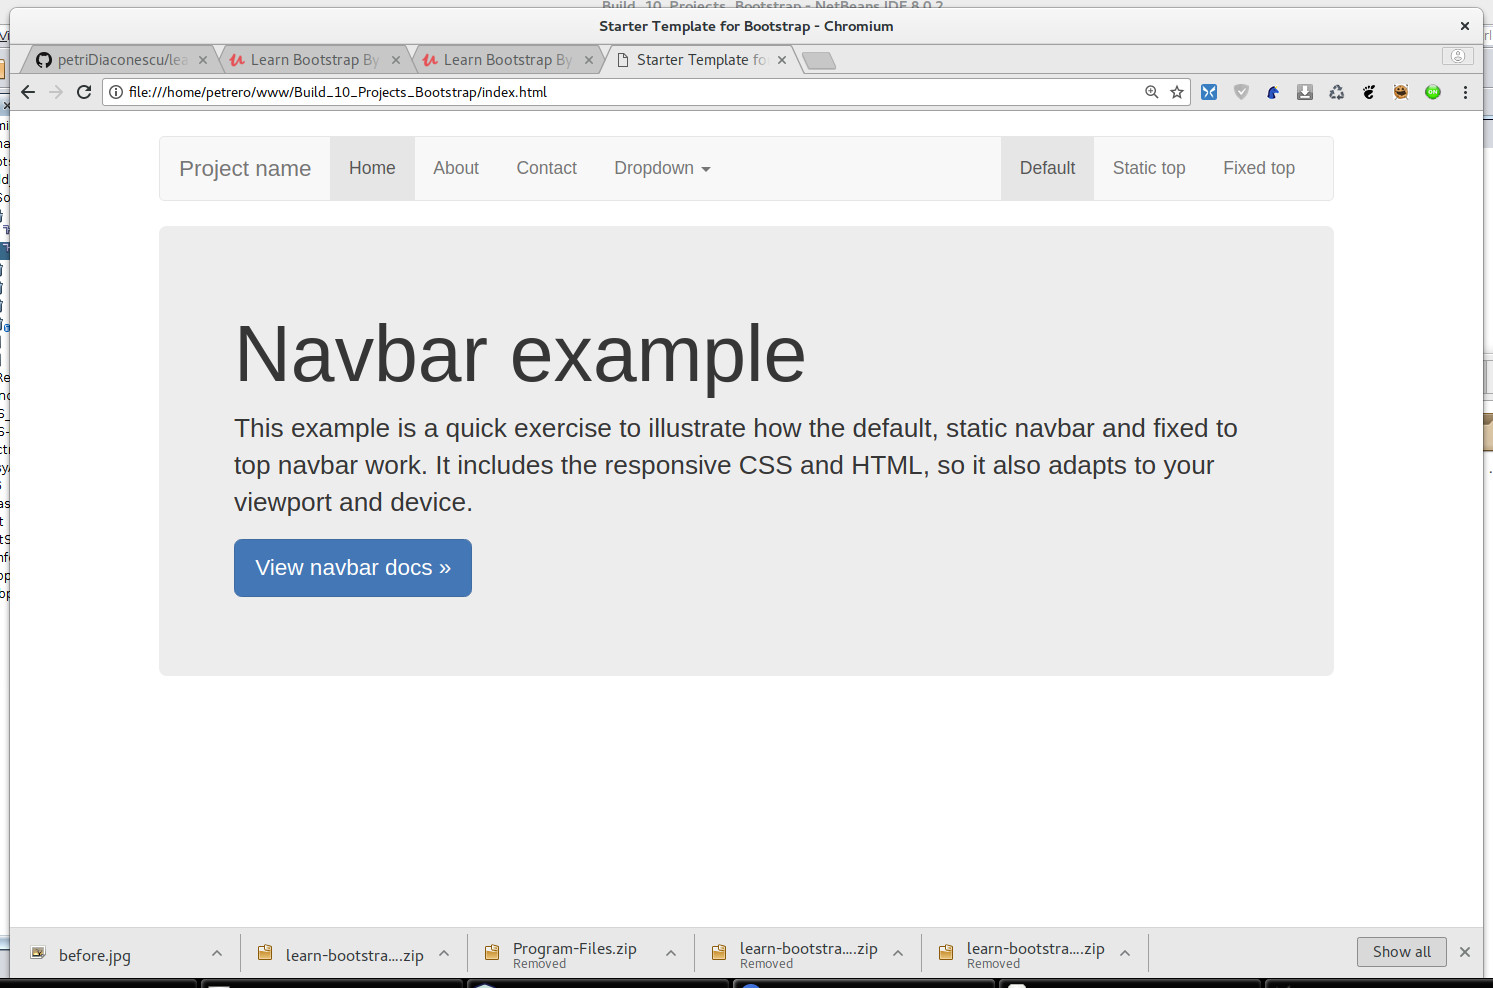 Build_10_Projects_Bootstrap - NetBeans IDE 8.0.2
Starter Template for Bootstrap - Chromium
petriDiaconescu/lea
Learn Bootstrap By
Learn Bootstrap By
Starter Template fo
file:///home/petrero/www/Build_10_Projects_Bootstrap/index.html
ON
Project name Home About Contact Dropdown Default Static top Fixed top
Navbar example
This example is a quick exercise to illustrate how the default, static navbar and fixed to
top navbar work. It includes the responsive CSS and HTML, so it also adapts to your
viewport and device.
View navbar docs »
before.jpg
learn-bootstra....zip
Program-Files.zip
Removed
learn-bootstra....zip
Removed
learn-bootstra....zip
Removed
Show all